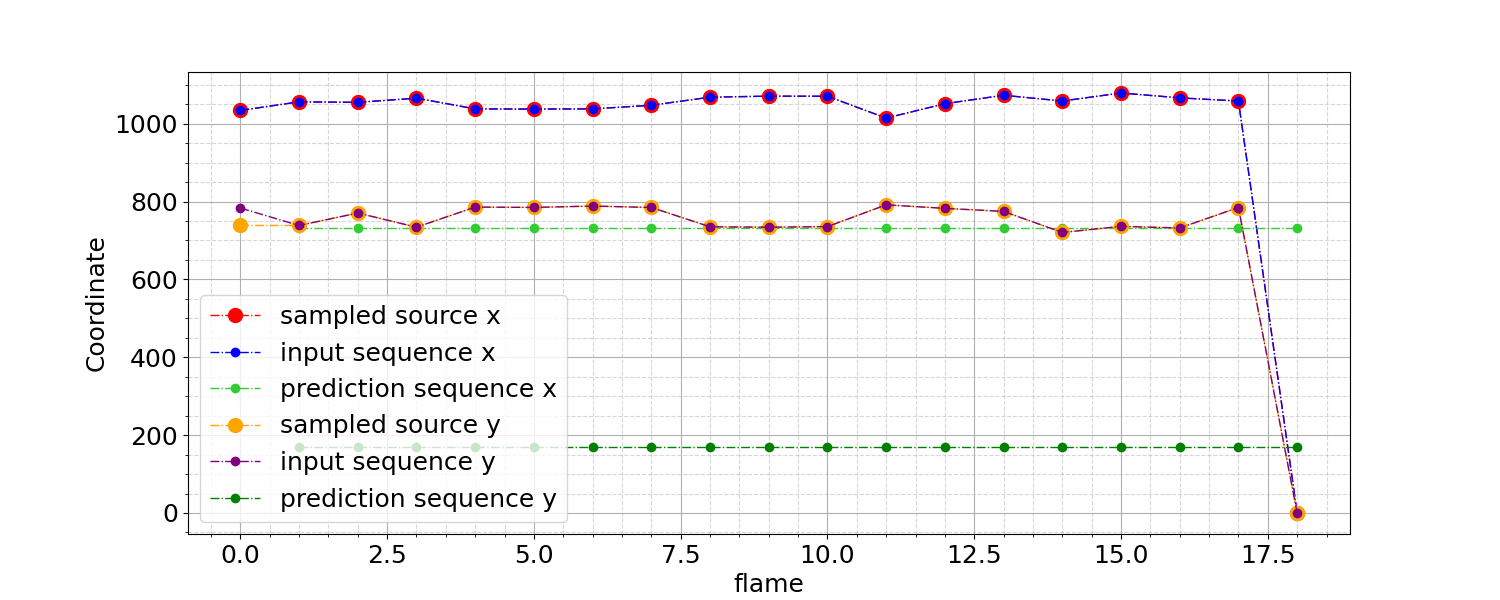 1000
800
600
400
200
0
Coordinate
sampled source x
input sequence x
prediction sequence x
sampled source y
input sequence y
prediction sequence y
0.0 2.5 5.0 7.5 10.0 12.5 15.0 17.5
flame